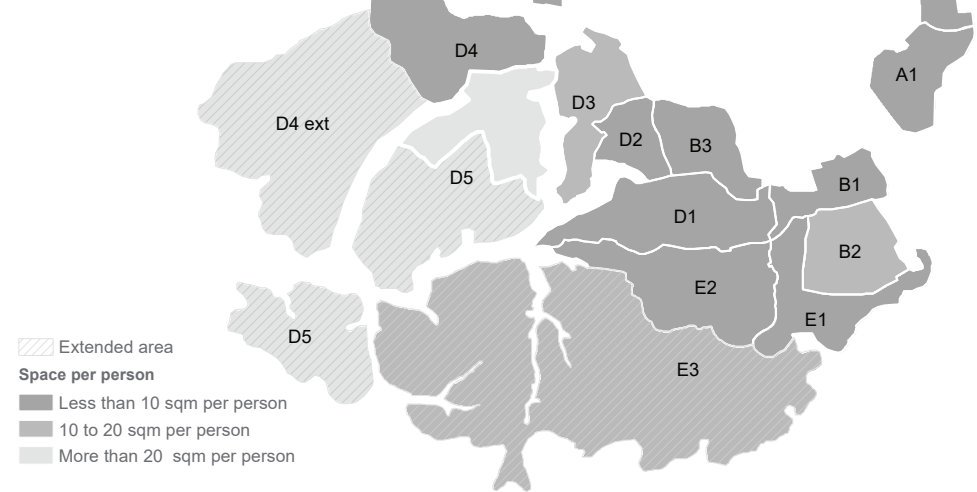 D4
A1
D3
D4 ext
D2
B3
D5
B1
D1
B2
E2
E1
D5
Extended area
E3
Space per person
Less than 10 sqm per person
10 to 20 sqm per person
More than 20 sqm per person